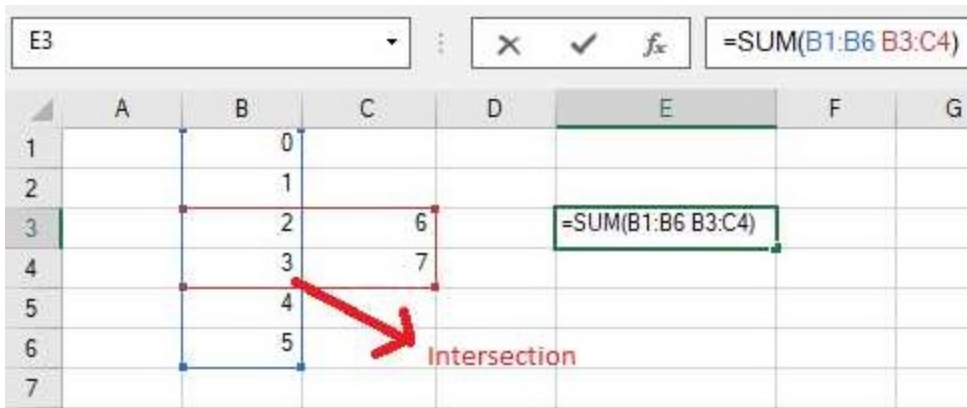 E3 =SUM(B1:B6 B3:C4)
A B C D E F G
1 0
2 1
3 2 6 =SUM(B1:B6 B3:C4)
4 3 7
5 4
6 5 Intersection
7